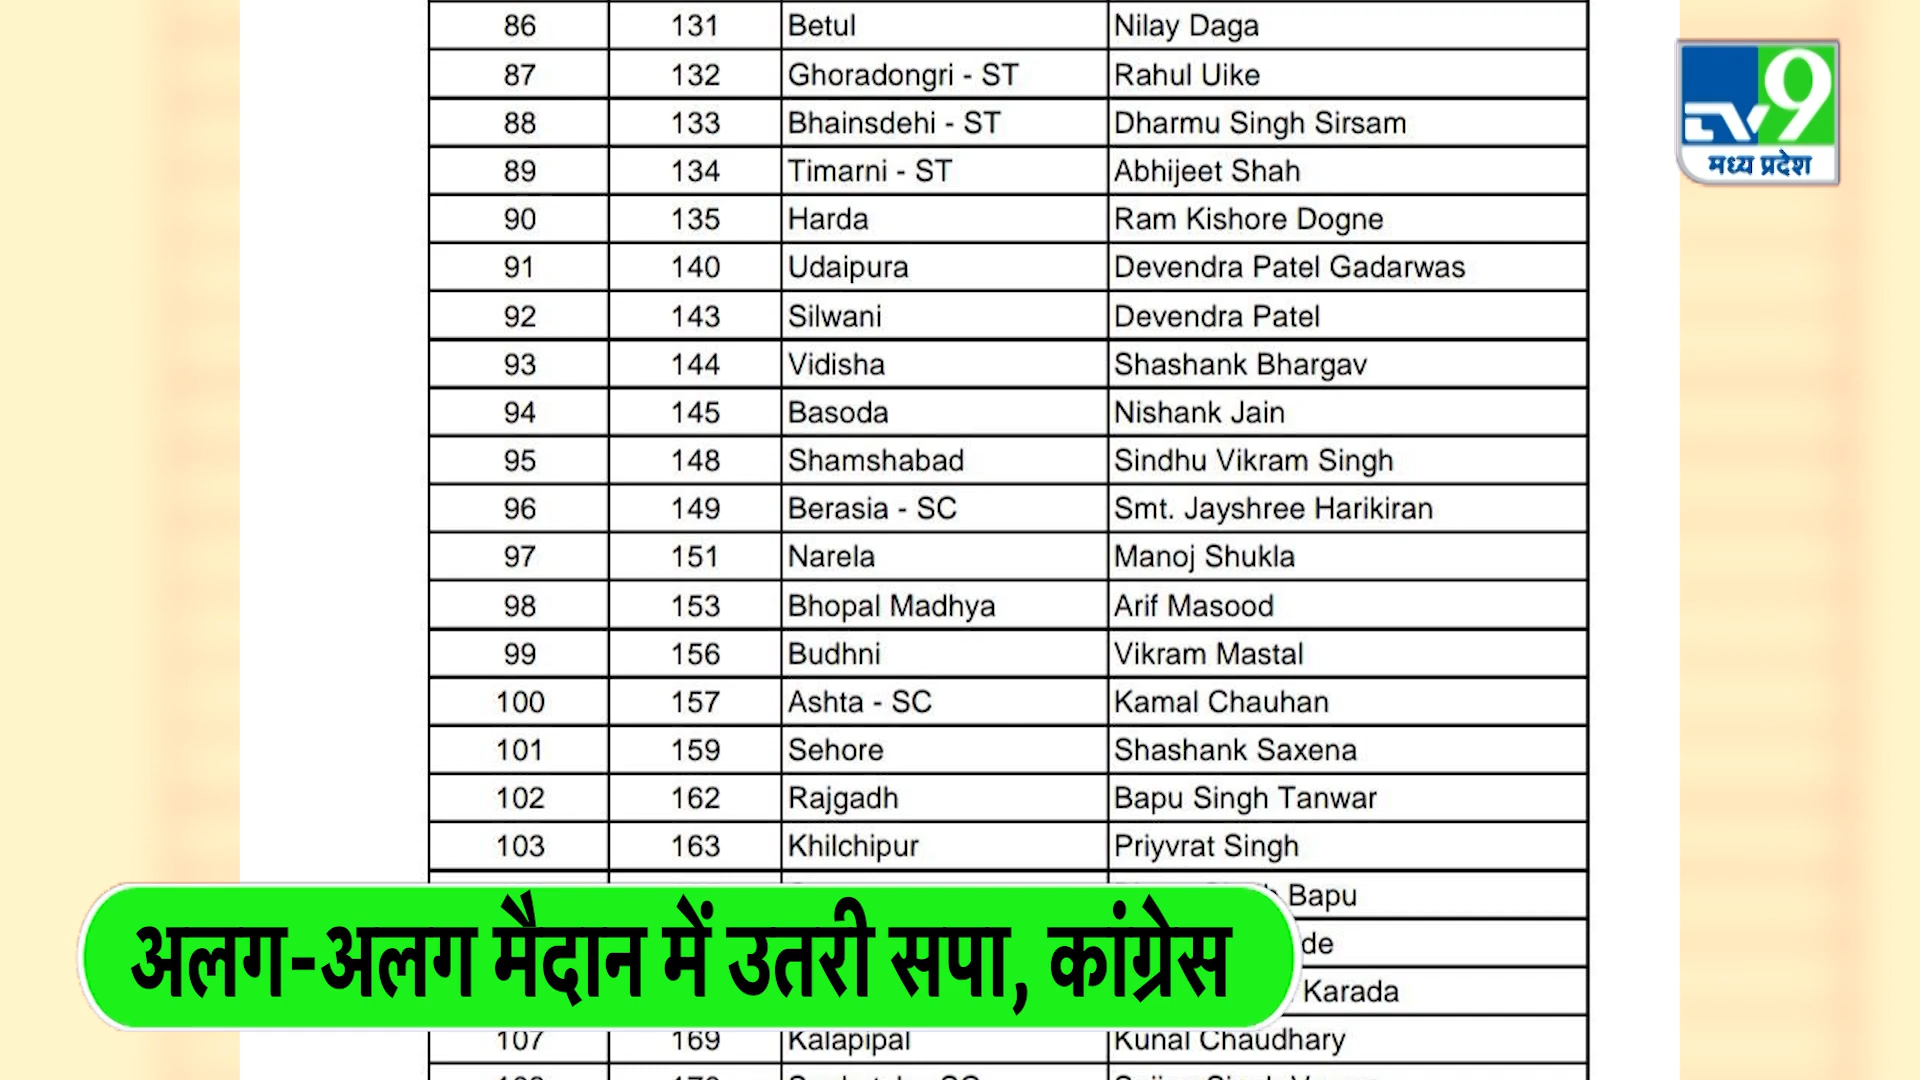 86 131 Betul Nilay Daga
87 132 Ghoradongri - ST Rahul Uike
88 133 Bhainsdehi - ST Dharmu Singh Sirsam
89 134 Timarni - ST Abhijeet Shah
90 135 Harda Ram Kishore Dogne
91 140 Udaipura Devendra Patel Gadarwas
92 143 Silwani Devendra Patel
93 144 Vidisha Shashank Bhargav
94 145 Basoda Nishank Jain
95 148 Shamshabad Sindhu Vikram Singh
96 149 Berasia - SC Smt. Jayshree Harikiran
97 151 Narela Manoj Shukla
98 153 Bhopal Madhya Arif Masood
99 156 Budhni Vikram Mastal
100 157 Ashta - SC Kamal Chauhan
101 159 Sehore Shashank Saxena
102 162 Rajgadh Bapu Singh Tanwar
103 163 Khilchipur Priyvrat Singh
Bapu
de
Karada
107 169 Kalapipal Kunal Chaudhary
TV9
मध्य प्रदेश
अलग-अलग मैदान में उतरी सपा, कांग्रेस